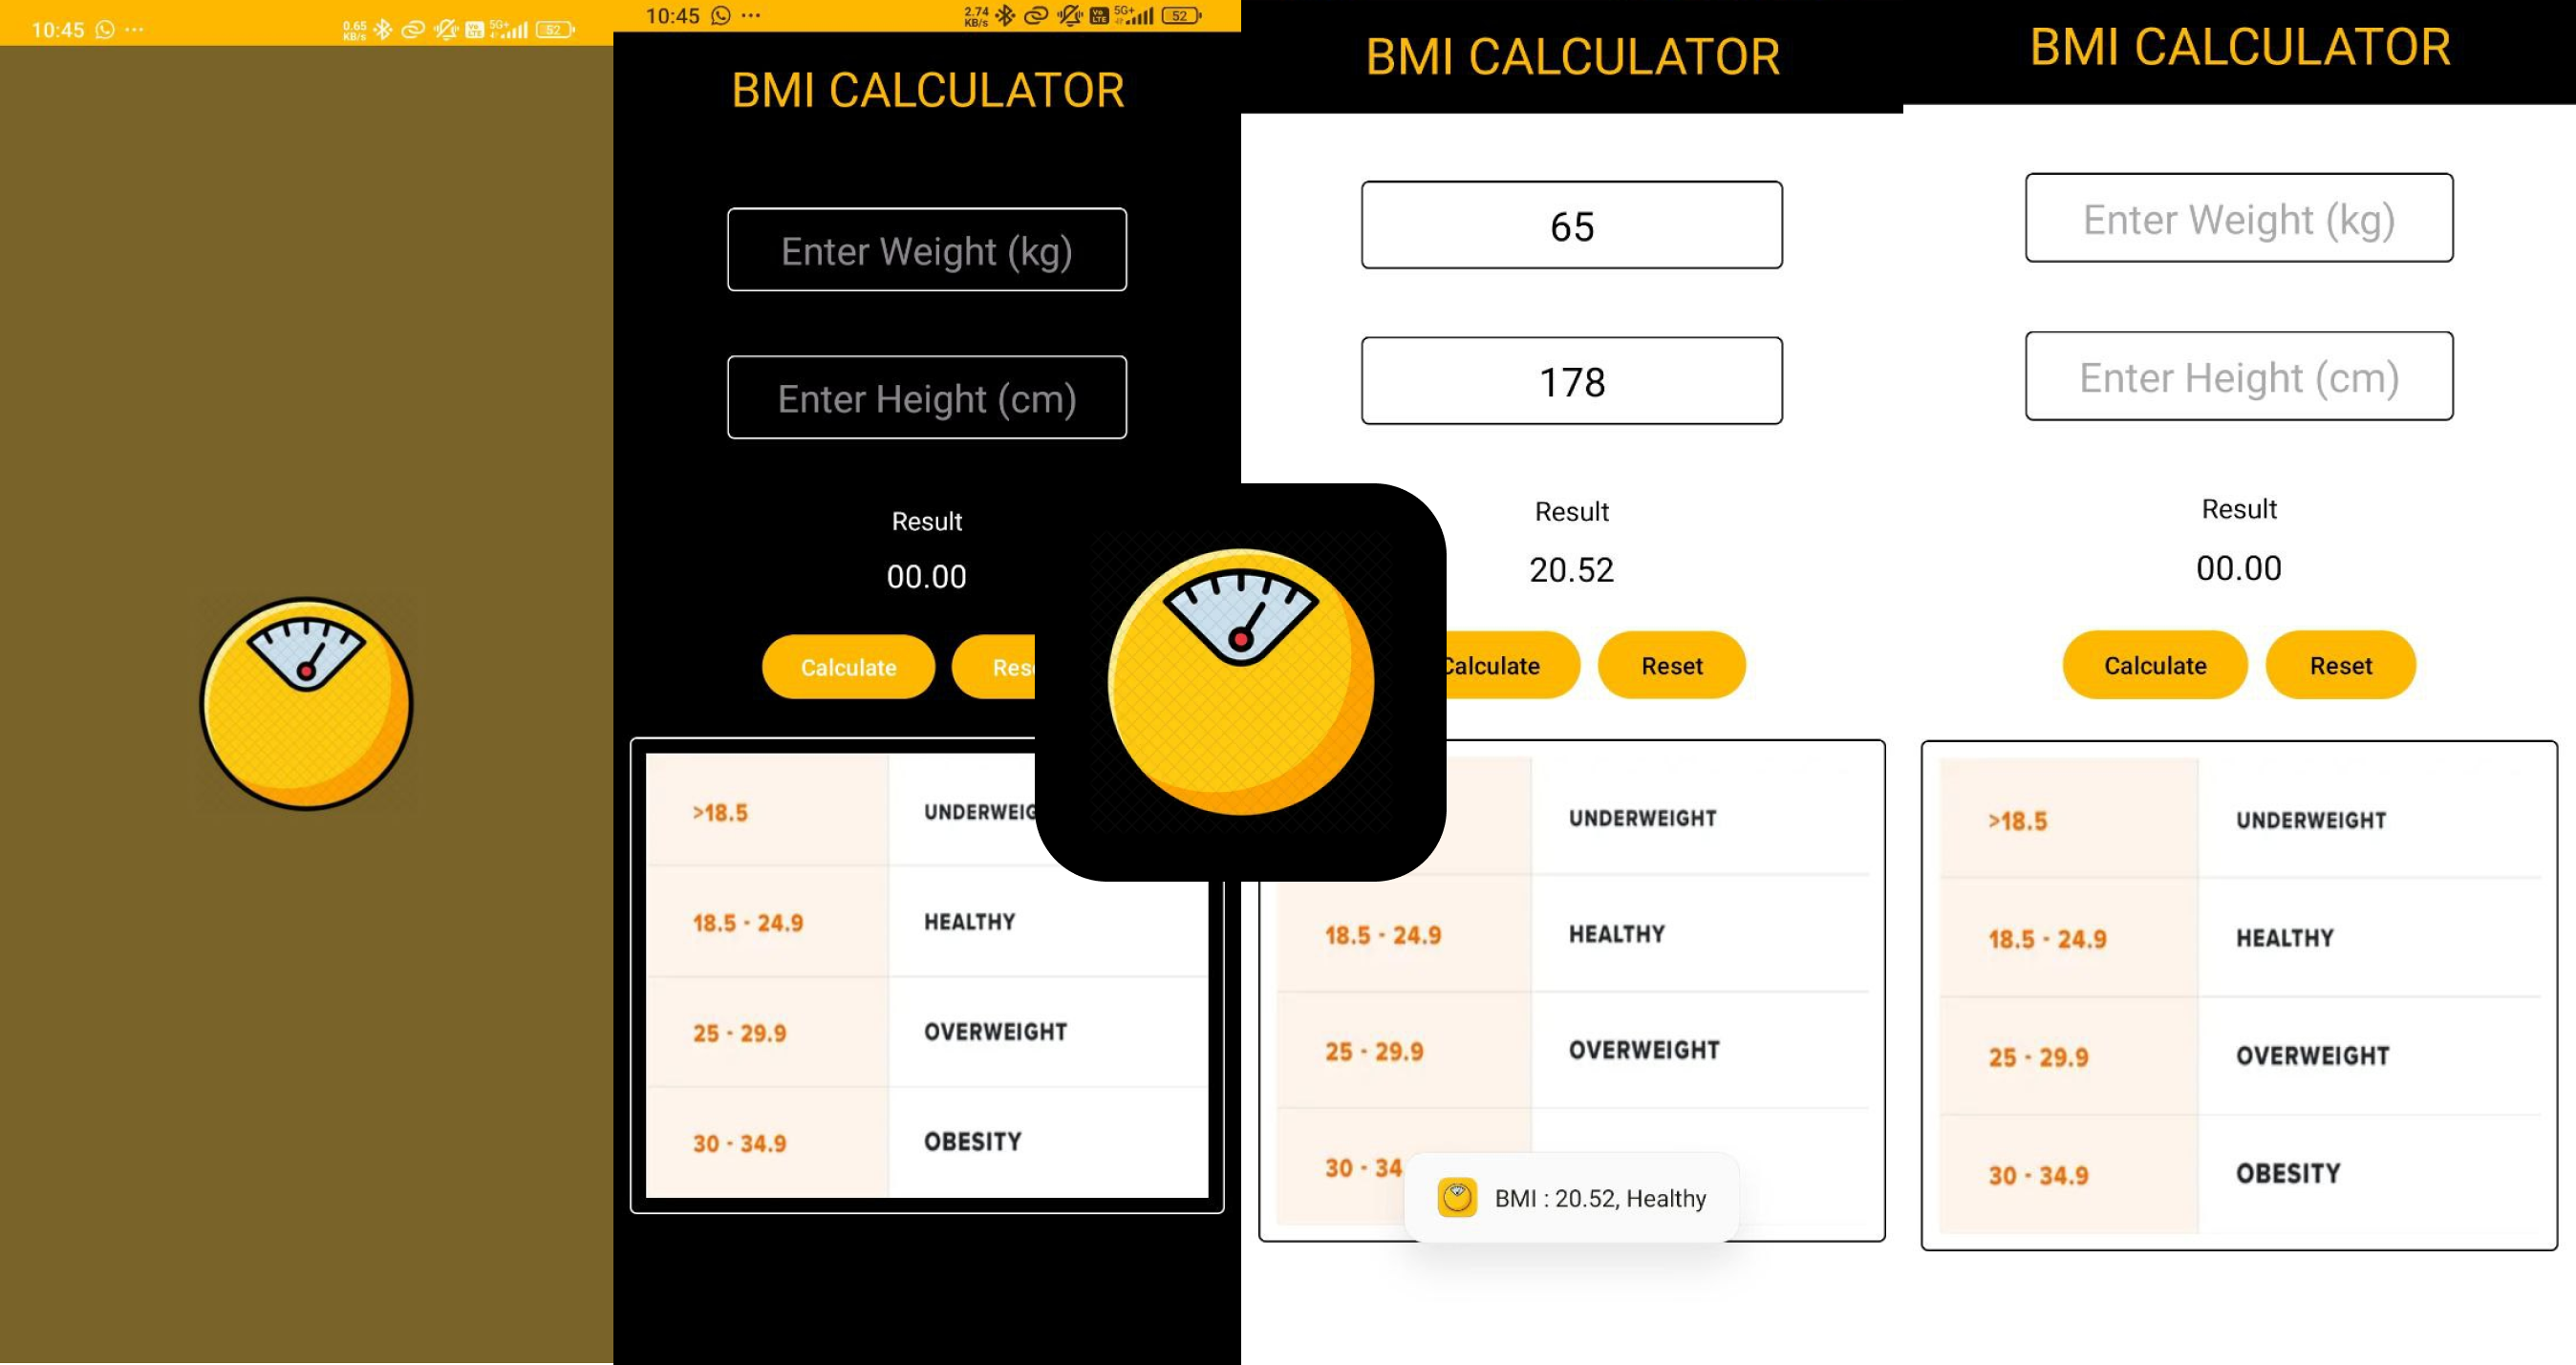 10:45
0.65 KB/s
Vo LTE
5G+
52
10:45
2.74 KB/s
Vo LTE
5G+
52
BMI CALCULATOR
Enter Weight (kg)
Enter Height (cm)
Result
00.00
Calculate Res
>18.5 UNDERWEIG
18.5 - 24.9 HEALTHY
25 - 29.9 OVERWEIGHT
30 - 34.9 OBESITY
BMI CALCULATOR
65
178
Result
20.52
Calculate Reset
UNDERWEIGHT
18.5 - 24.9 HEALTHY
25 - 29.9 OVERWEIGHT
30 - 34
BMI : 20.52, Healthy
BMI CALCULATOR
Enter Weight (kg)
Enter Height (cm)
Result
00.00
Calculate Reset
>18.5 UNDERWEIGHT
18.5 - 24.9 HEALTHY
25 - 29.9 OVERWEIGHT
30 - 34.9 OBESITY